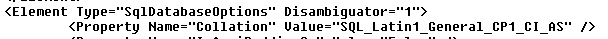 <Element Type="SqlDatabaseOptions" Disambiguator="1">
<Property Name="Collation" Value="SQL_Latin1_General_CP1_CI_AS" />